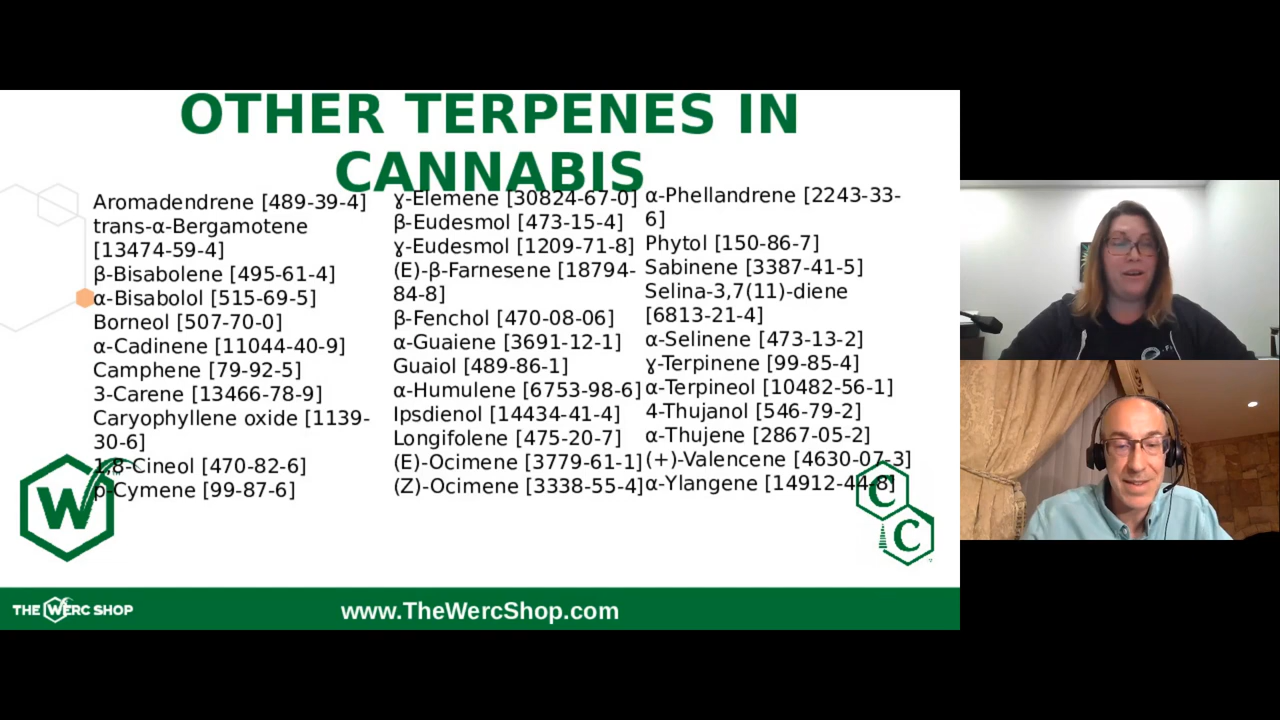 OTHER TERPENES IN
CANNABIS
Aromadendrene [489-39-4]
trans-α-Bergamotene
[13474-59-4]
β-Bisabolene [495-61-4]
α-Bisabolol [515-69-5]
Borneol [507-70-0]
α-Cadinene [11044-40-9]
Camphene [79-92-5]
3-Carene [13466-78-9]
Caryophyllene oxide [1139-
30-6]
1,8-Cineol [470-82-6]
p-Cymene [99-87-6]
ɣ-Elemene [30824-67-0]
β-Eudesmol [473-15-4]
ɣ-Eudesmol [1209-71-8]
(E)-β-Farnesene [18794-
84-8]
β-Fenchol [470-08-06]
α-Guaiene [3691-12-1]
Guaiol [489-86-1]
α-Humulene [6753-98-6]
Ipsdienol [14434-41-4]
Longifolene [475-20-7]
(E)-Ocimene [3779-61-1]
(Z)-Ocimene [3338-55-4]
α-Phellandrene [2243-33-
6]
Phytol [150-86-7]
Sabinene [3387-41-5]
Selina-3,7(11)-diene
[6813-21-4]
α-Selinene [473-13-2]
ɣ-Terpinene [99-85-4]
α-Terpineol [10482-56-1]
4-Thujanol [546-79-2]
α-Thujene [2867-05-2]
(+)-Valencene [4630-07-3]
α-Ylangene [14912-44-8]
W
C
C
THE WERC SHOP
www.TheWercShop.com